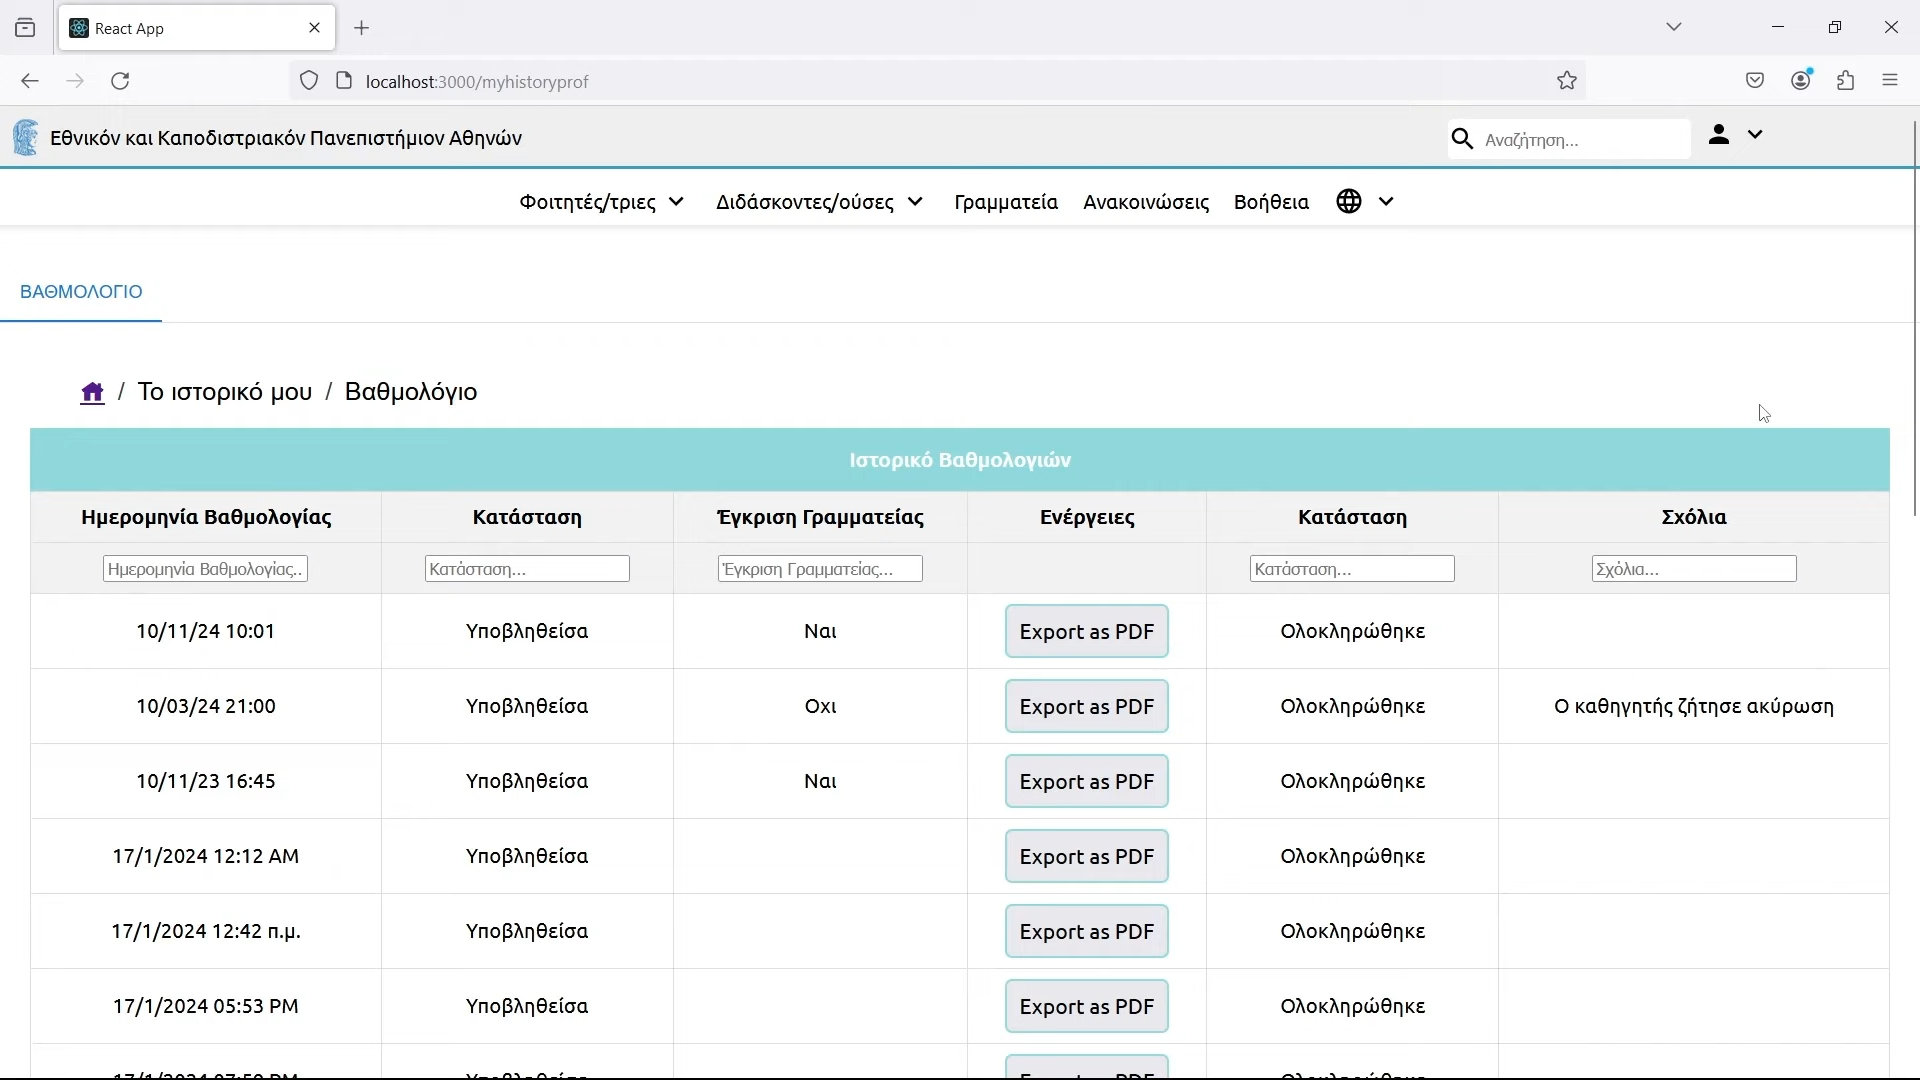 React App
localhost:3000/myhistoryprof
Εθνικόν και Καποδιστριακόν Πανεπιστήμιον Αθηνών
Αναζήτηση...
Φοιτητές/τριες Διδάσκοντες/ούσες Γραμματεία Ανακοινώσεις Βοήθεια
ΒΑΘΜΟΛΟΓΙΟ
/ Το ιστορικό μου / Βαθμολόγιο
Ιστορικό Βαθμολογιών
Ημερομηνία Βαθμολογίας Κατάσταση Έγκριση Γραμματείας Ενέργειες Κατάσταση Σχόλια
Ημερομηνία Βαθμολογίας.. Κατάσταση... Έγκριση Γραμματείας... Κατάσταση... Σχόλια...
10/11/24 10:01 Υποβληθείσα Ναι Export as PDF Ολοκληρώθηκε
10/03/24 21:00 Υποβληθείσα Οχι Export as PDF Ολοκληρώθηκε Ο καθηγητής ζήτησε ακύρωση
10/11/23 16:45 Υποβληθείσα Ναι Export as PDF Ολοκληρώθηκε
17/1/2024 12:12 AM Υποβληθείσα Export as PDF Ολοκληρώθηκε
17/1/2024 12:42 π.μ. Υποβληθείσα Export as PDF Ολοκληρώθηκε
17/1/2024 05:53 PM Υποβληθείσα Export as PDF Ολοκληρώθηκε